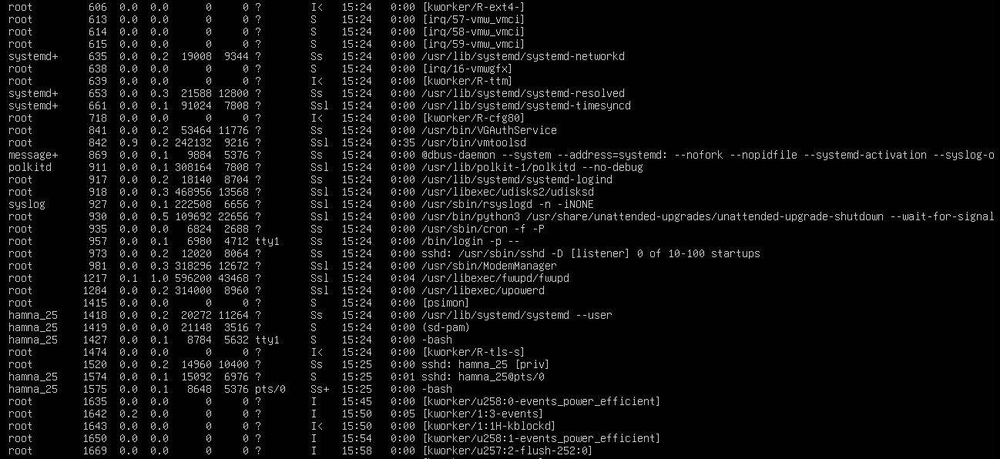 root         606  0.0  0.0      0     0 ?        I<   15:24   0:00 [kworker/R-ext4-]
root         613  0.0  0.0      0     0 ?        S    15:24   0:00 [irq/57-vmw_vmci]
root         614  0.0  0.0      0     0 ?        S    15:24   0:00 [irq/58-vmw_vmci]
root         615  0.0  0.0      0     0 ?        S    15:24   0:00 [irq/59-vmw_vmci]
systemd+     635  0.0  0.2  19008  9344 ?        Ss   15:24   0:00 /usr/lib/systemd/systemd-networkd
root         638  0.0  0.0      0     0 ?        S    15:24   0:00 [irq/16-vmwgfx]
root         639  0.0  0.0      0     0 ?        I<   15:24   0:00 [kworker/R-ttm]
systemd+     653  0.0  0.3  21588 12800 ?        Ss   15:24   0:00 /usr/lib/systemd/systemd-resolved
systemd+     661  0.0  0.1  91024  7808 ?        Ssl  15:24   0:00 /usr/lib/systemd/systemd-timesyncd
root         718  0.0  0.0      0     0 ?        I<   15:24   0:00 [kworker/R-cfg80]
root         841  0.0  0.2  53464 11776 ?        Ss   15:24   0:00 /usr/bin/VGAuthService
root         842  0.9  0.2 242132  9216 ?        Ssl  15:24   0:35 /usr/bin/vmtoolsd
message+     869  0.0  0.1   9884  5376 ?        Ss   15:24   0:00 @dbus-daemon --system --address=systemd: --nofork --nopidfile --systemd-activation --syslog-o
polkitd      911  0.0  0.1 308164  7808 ?        Ssl  15:24   0:00 /usr/lib/polkit-1/polkitd --no-debug
root         917  0.0  0.2  18140  8704 ?        Ss   15:24   0:00 /usr/lib/systemd/systemd-logind
root         918  0.0  0.3 468956 13568 ?        Ssl  15:24   0:00 /usr/libexec/udisks2/udisksd
syslog       927  0.0  0.1 222508  6656 ?        Ssl  15:24   0:00 /usr/sbin/rsyslogd -n -iNONE
root         930  0.0  0.5 109692 22656 ?        Ssl  15:24   0:00 /usr/bin/python3 /usr/share/unattended-upgrades/unattended-upgrade-shutdown --wait-for-signal
root         935  0.0  0.0   6824  2688 ?        Ss   15:24   0:00 /usr/sbin/cron -f -P
root         957  0.0  0.1   6980  4712 tty1     Ss   15:24   0:00 /bin/login -p --
root         973  0.0  0.2  12020  8064 ?        Ss   15:24   0:00 sshd: /usr/sbin/sshd -D [listener] 0 of 10-100 startups
root         981  0.0  0.3 318296 12672 ?        Ssl  15:24   0:00 /usr/sbin/ModemManager
root        1217  0.1  1.0 596200 43468 ?        Ssl  15:24   0:04 /usr/libexec/fwupd/fwupd
root        1284  0.0  0.2 314000  8960 ?        Ssl  15:24   0:00 /usr/libexec/upowerd
root        1415  0.0  0.0      0     0 ?        S    15:24   0:00 [psimon]
hamna_25    1418  0.0  0.2  20272 11264 ?        Ss   15:24   0:00 /usr/lib/systemd/systemd --user
hamna_25    1419  0.0  0.0  21148  3516 ?        S    15:24   0:00 (sd-pam)
hamna_25    1427  0.0  0.1   8784  5632 tty1     S    15:24   0:00 -bash
root        1474  0.0  0.0      0     0 ?        I<   15:24   0:00 [kworker/R-tls-s]
root        1520  0.0  0.2  14960 10400 ?        Ss   15:25   0:00 sshd: hamna_25 [priv]
hamna_25    1574  0.0  0.1  15092  6976 ?        S    15:25   0:01 sshd: hamna_25@pts/0
hamna_25    1575  0.0  0.1   8648  5376 pts/0    Ss+  15:25   0:00 -bash
root        1635  0.0  0.0      0     0 ?        I    15:45   0:00 [kworker/u258:0-events_power_efficient]
root        1642  0.2  0.0      0     0 ?        I    15:50   0:05 [kworker/1:3-events]
root        1643  0.0  0.0      0     0 ?        I<   15:50   0:00 [kworker/1:1H-kblockd]
root        1650  0.0  0.0      0     0 ?        I    15:54   0:00 [kworker/u258:1-events_power_efficient]
root        1669  0.0  0.0      0     0 ?        I    15:58   0:00 [kworker/u257:2-flush-252:0]